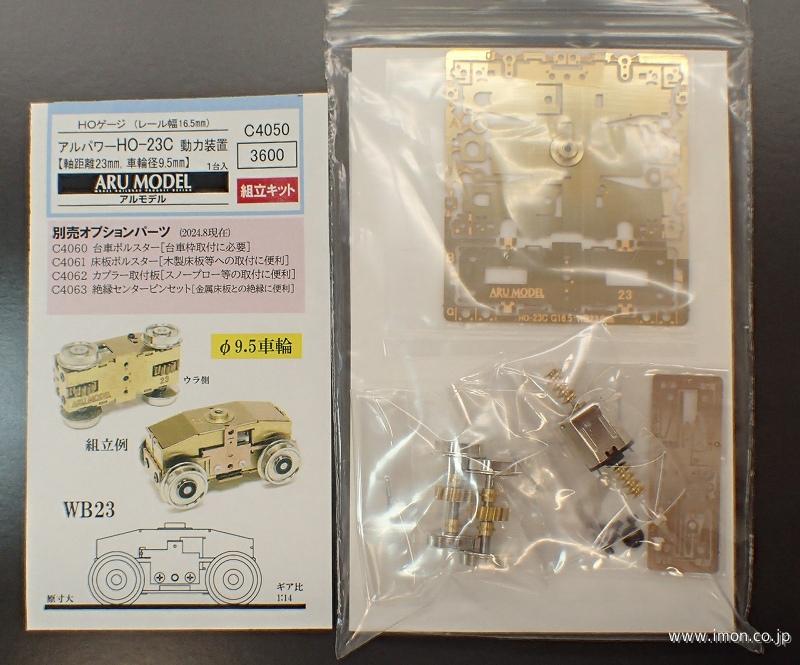 HOゲージ (レール幅16.5mm)
C4050
アルパワーHO-23C 動力装置
3600
【軸距離23mm, 車輪径9.5mm】
1台入
ARU MODEL
アルモデル
組立キット
別売オプションパーツ (2024.8現在)
C4060 台車ボルスター[台車枠取付に必要]
C4061 床板ボルスター[木製床板等への取付に便利]
C4062 カプラー取付板[スノープロー等の取付に便利]
C4063 絶縁センターピンセット[金属床板との絶縁に便利]
φ9.5車輪
23
ARU MODEL
ウラ側
組立例
WB23
原寸大
ギア比
1:14
ARU MODEL
23
HO-23C G16.5
www.imon.co.jp